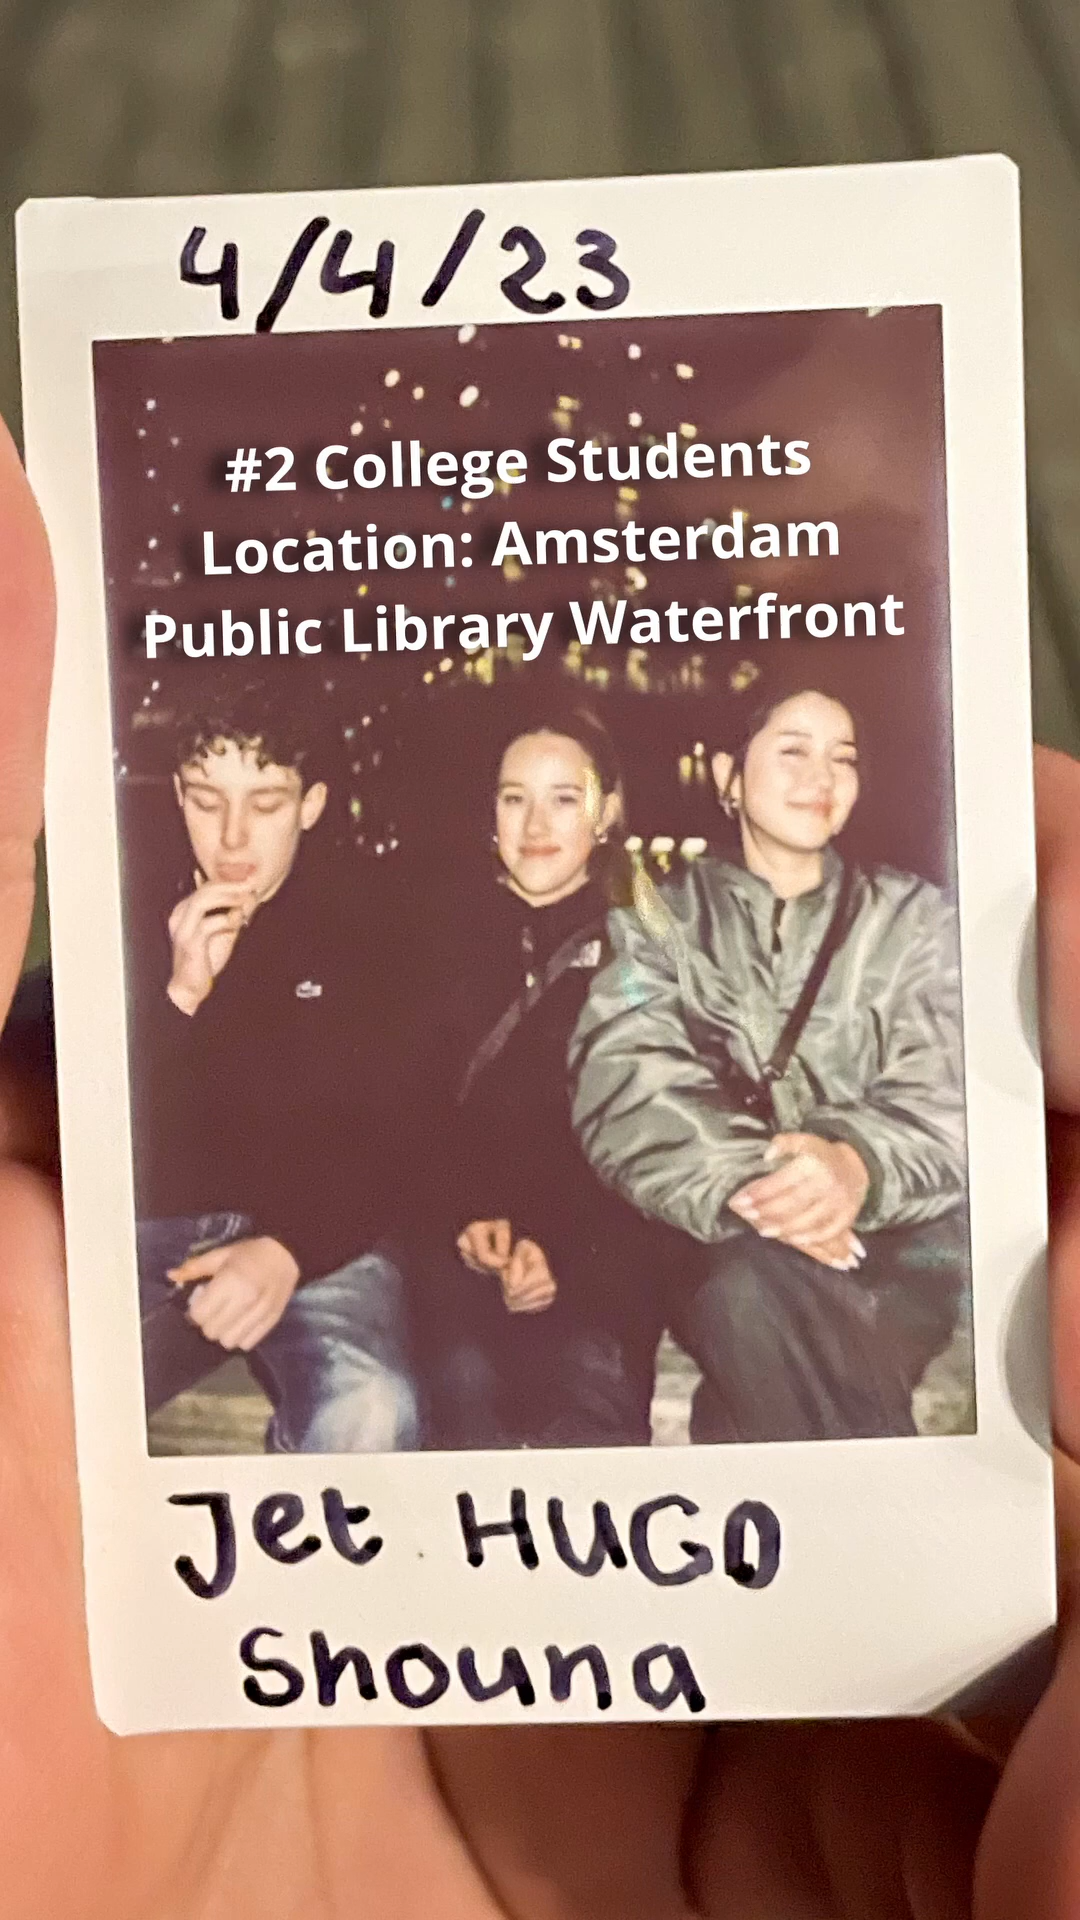 4/4/23
#2 College Students
Location: Amsterdam
Public Library Waterfront
Jet HUGO
Shouna